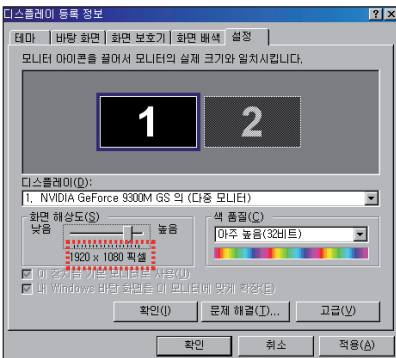 디스플레이 등록 정보
테마 바탕 화면 화면 보호기 화면 배색 설정
모니터 아이콘을 끌어서 모니터의 실제 크기와 일치시킵니다.
1 2
디스플레이(D):
1. NVIDIA GeForce 9300M GS 의 (다중 모니터)
화면 해상도(S) 색 품질(C)
낮음 높음 아주 높음(32비트)
1920 x 1080 픽셀
이 장치를 기본 모니터로 사용(U)
내 Windows 바탕 화면을 이 모니터에 맞게 확장(E)
확인(I) 문제 해결(T)... 고급(V)
확인 취소 적용(A)